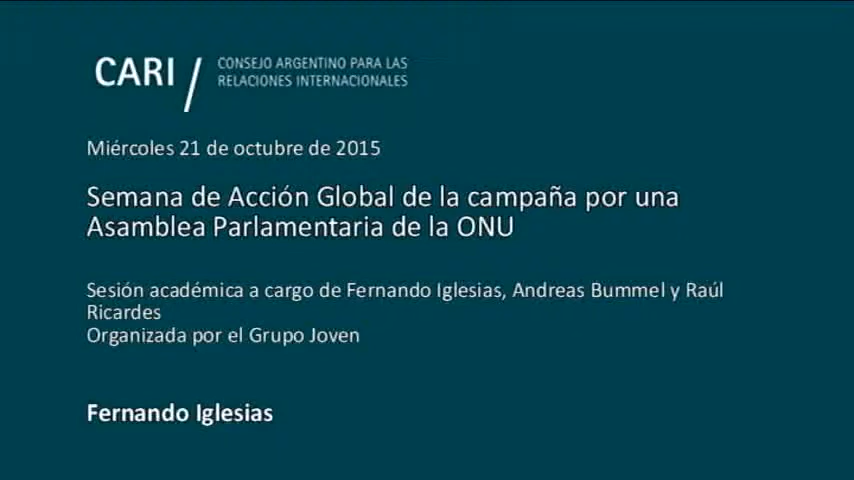 CARI / CONSEJO ARGENTINO PARA LAS
RELACIONES INTERNACIONALES
Miércoles 21 de octubre de 2015
Semana de Acción Global de la campaña por una
Asamblea Parlamentaria de la ONU
Sesión académica a cargo de Fernando Iglesias, Andreas Bummel y Raúl
Ricardes
Organizada por el Grupo Joven
Fernando Iglesias